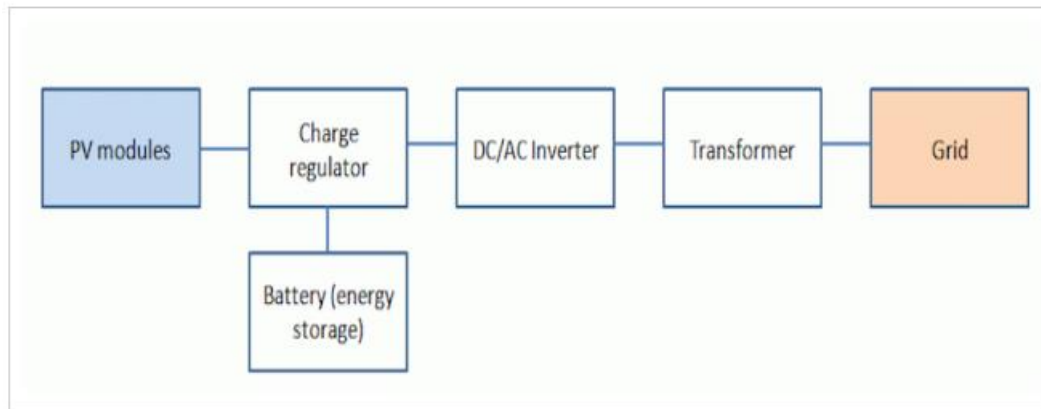 PV modules
Charge
regulator
DC/AC Inverter
Transformer
Grid
Battery (energy
storage)